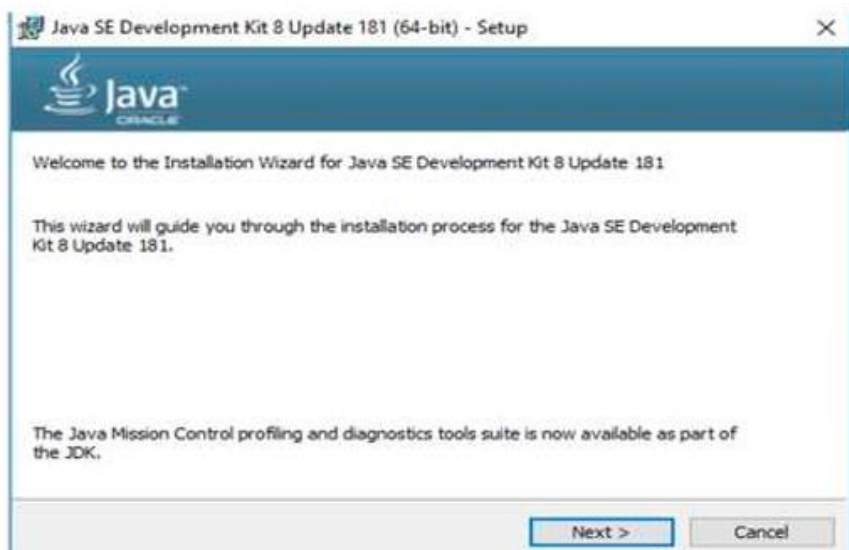 Java SE Development Kit 8 Update 181 (64-bit) - Setup
Java
ORACLE
Welcome to the Installation Wizard for Java SE Development Kit 8 Update 181
This wizard will guide you through the installation process for the Java SE Development
Kit 8 Update 181.
The Java Mission Control profiling and diagnostics tools suite is now available as part of
the JDK.
Next >
Cancel